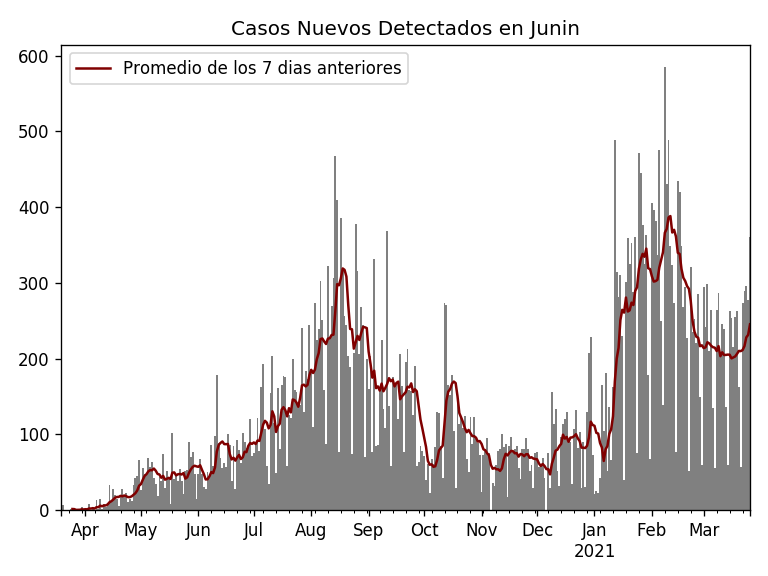 Casos Nuevos Detectados en Junin
Promedio de los 7 dias anteriores
600
500
400
300
200
100
0
Apr May Jun Jul Aug Sep Oct Nov Dec Jan Feb Mar
2021